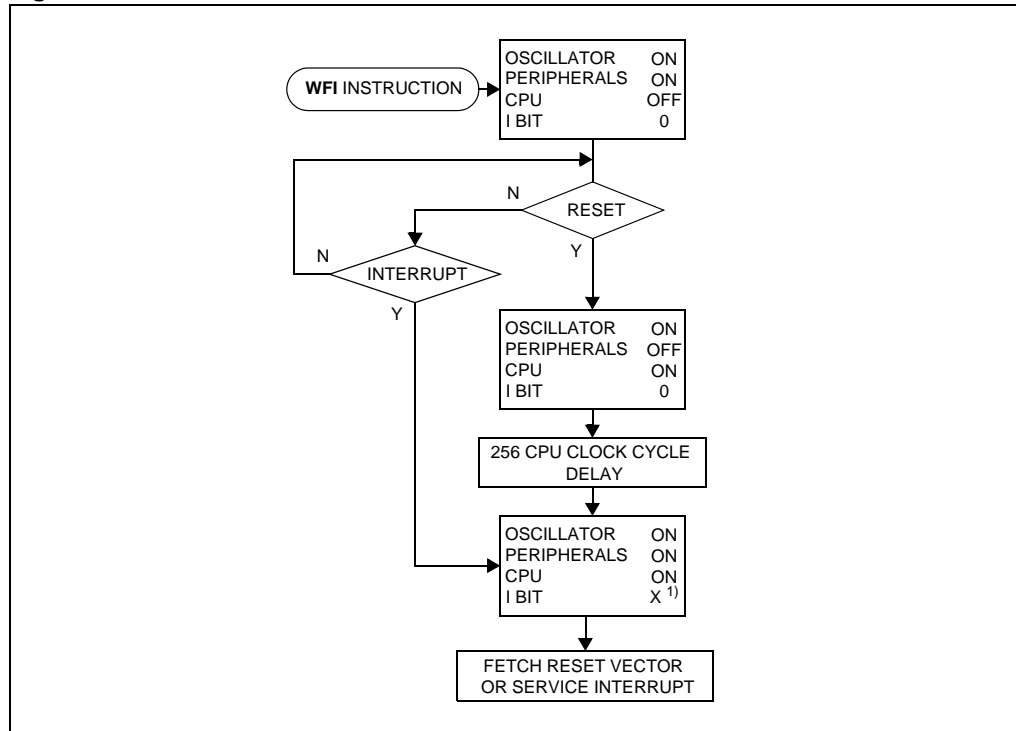 WFI INSTRUCTION
OSCILLATOR ON
PERIPHERALS ON
CPU OFF
I BIT 0
N
RESET
Y
N
INTERRUPT
Y
OSCILLATOR ON
PERIPHERALS OFF
CPU ON
I BIT 0
256 CPU CLOCK CYCLE
DELAY
OSCILLATOR ON
PERIPHERALS ON
CPU ON
I BIT X 1)
FETCH RESET VECTOR
OR SERVICE INTERRUPT